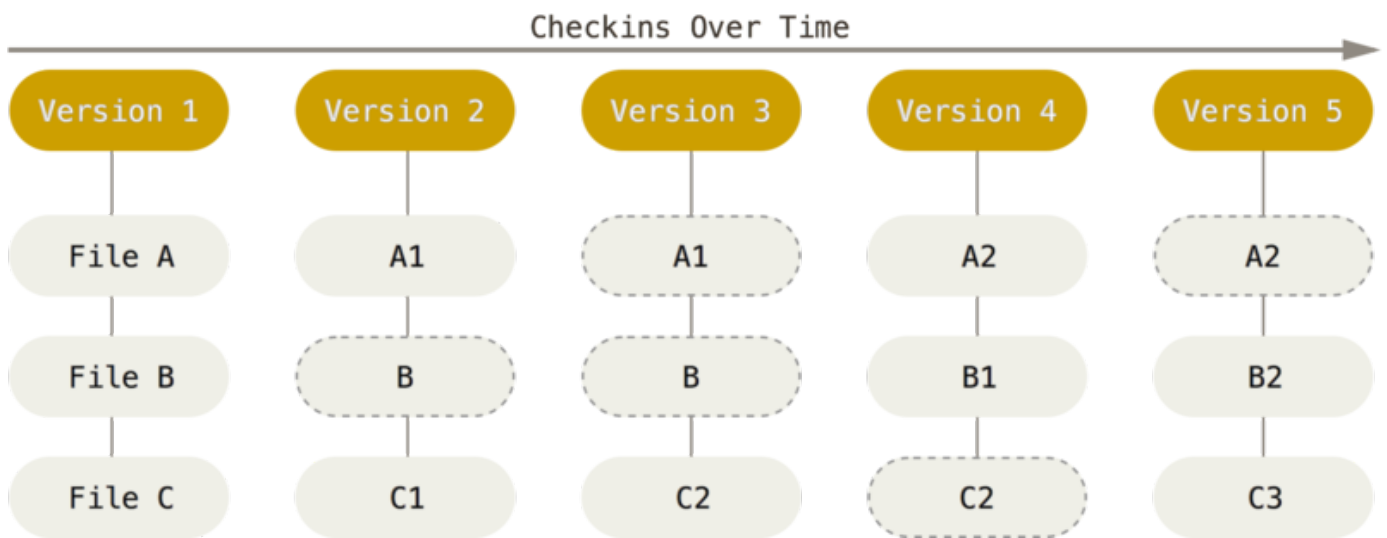 Checkins Over Time
Version 1 Version 2 Version 3 Version 4 Version 5
File A A1 A1 A2 A2
File B B B B1 B2
File C C1 C2 C2 C3